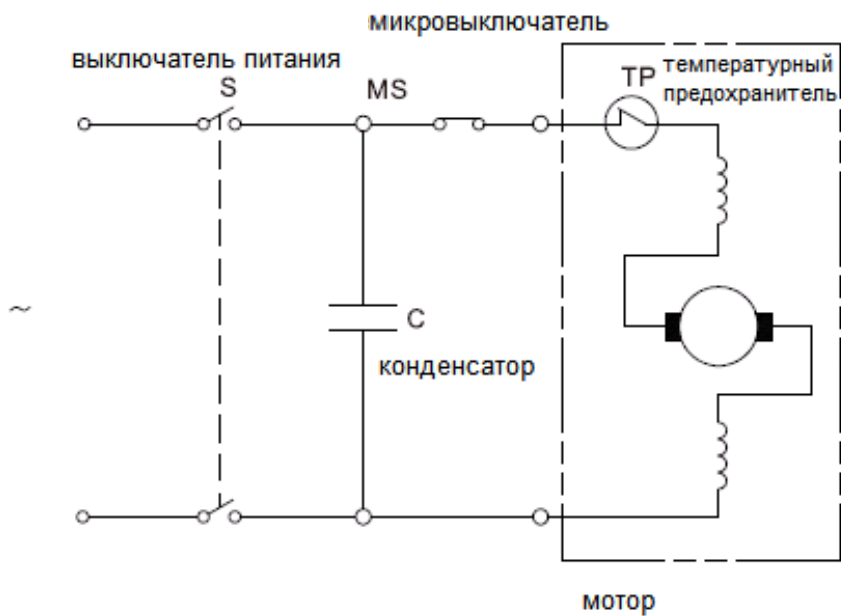 микровыключатель
выключатель питания
S
MS
TP
температурный
предохранитель
~
C
конденсатор
мотор